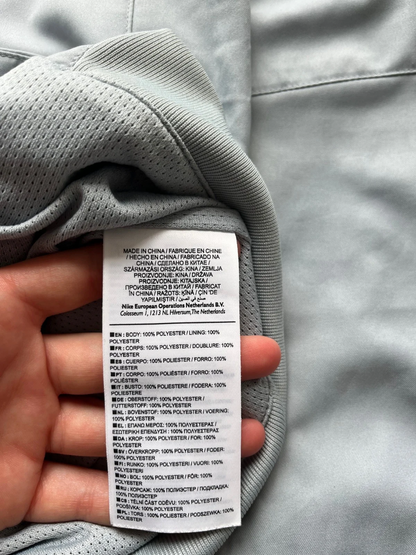 MADE IN CHINA / FABRIQUE EN CHINE
/ HECHO EN CHINA / FABRICADO NA
CHINA / СДЕЛАНО В КИТАЕ /
SZÁRMAZÁSI ORSZÁG: KINA / ZEMLJA
PROIZVODNJE: KINA / DRŽAVA
PROIZVODNJE: KITAJSKA /
ПРОИЗВЕДЕНО В КИТАЙ / FABRICAT
ÎN CHINA / RAŽOTS: ĶĪNĀ / ÇİN 'DE
YAPILMIŞTIR / صنع في الصين
Nike European Operations Netherlands B.V.
Colosseum 1, 1213 NL Hilversum,The Netherlands
EN: BODY: 100% POLYESTER / LINING: 100%
POLYESTER
FR: CORPS: 100% POLYESTER / DOUBLURE: 100%
POLYESTER
ES: CUERPO: 100% POLIÉSTER / FORRO: 100%
POLIÉSTER
PT: CORPO: 100% POLIÉSTER / FORRO: 100%
POLIÉSTER
IT: BUSTO: 100% POLIESTERE / FODERA: 100%
POLIESTERE
DE: OBERSTOFF: 100% POLYESTER /
FUTTERSTOFF: 100% POLYESTER
NL: BOVENSTOF: 100% POLYESTER / VOERING:
100% POLYESTER
EL: ΕΠΑΝΩ ΜΕΡΟΣ: 100% ΠΟΛΥΕΣΤΕΡΑΣ /
ΕΣΩΤΕΡΙΚΗ ΕΠΕΝΔΥΣΗ : 100% ΠΟΛΥΕΣΤΕΡΑΣ
DA: KROP: 100% POLYESTER / FOR: 100%
POLYESTER
SV: ÖVERKROPP: 100% POLYESTER / FODER:
100% POLYESTER
FI: RUNKO: 100% POLYESTERI / VUORI: 100%
POLYESTERI
NO: BOL: 100% POLYESTER / FÔR: 100%
POLYESTER
RU: КОРСАЖ: 100% ПОЛИЭСТЕР / ПОДКЛАДКА:
100% ПОЛИЭСТЕР
CS: TĚLNÍ ČÁST ODĚVU: 100% POLYESTER /
PODŠÍVKA: 100% POLYESTER
PL: TORS: 100% POLIESTER / PODSZEWKA: 100%
POLIESTER